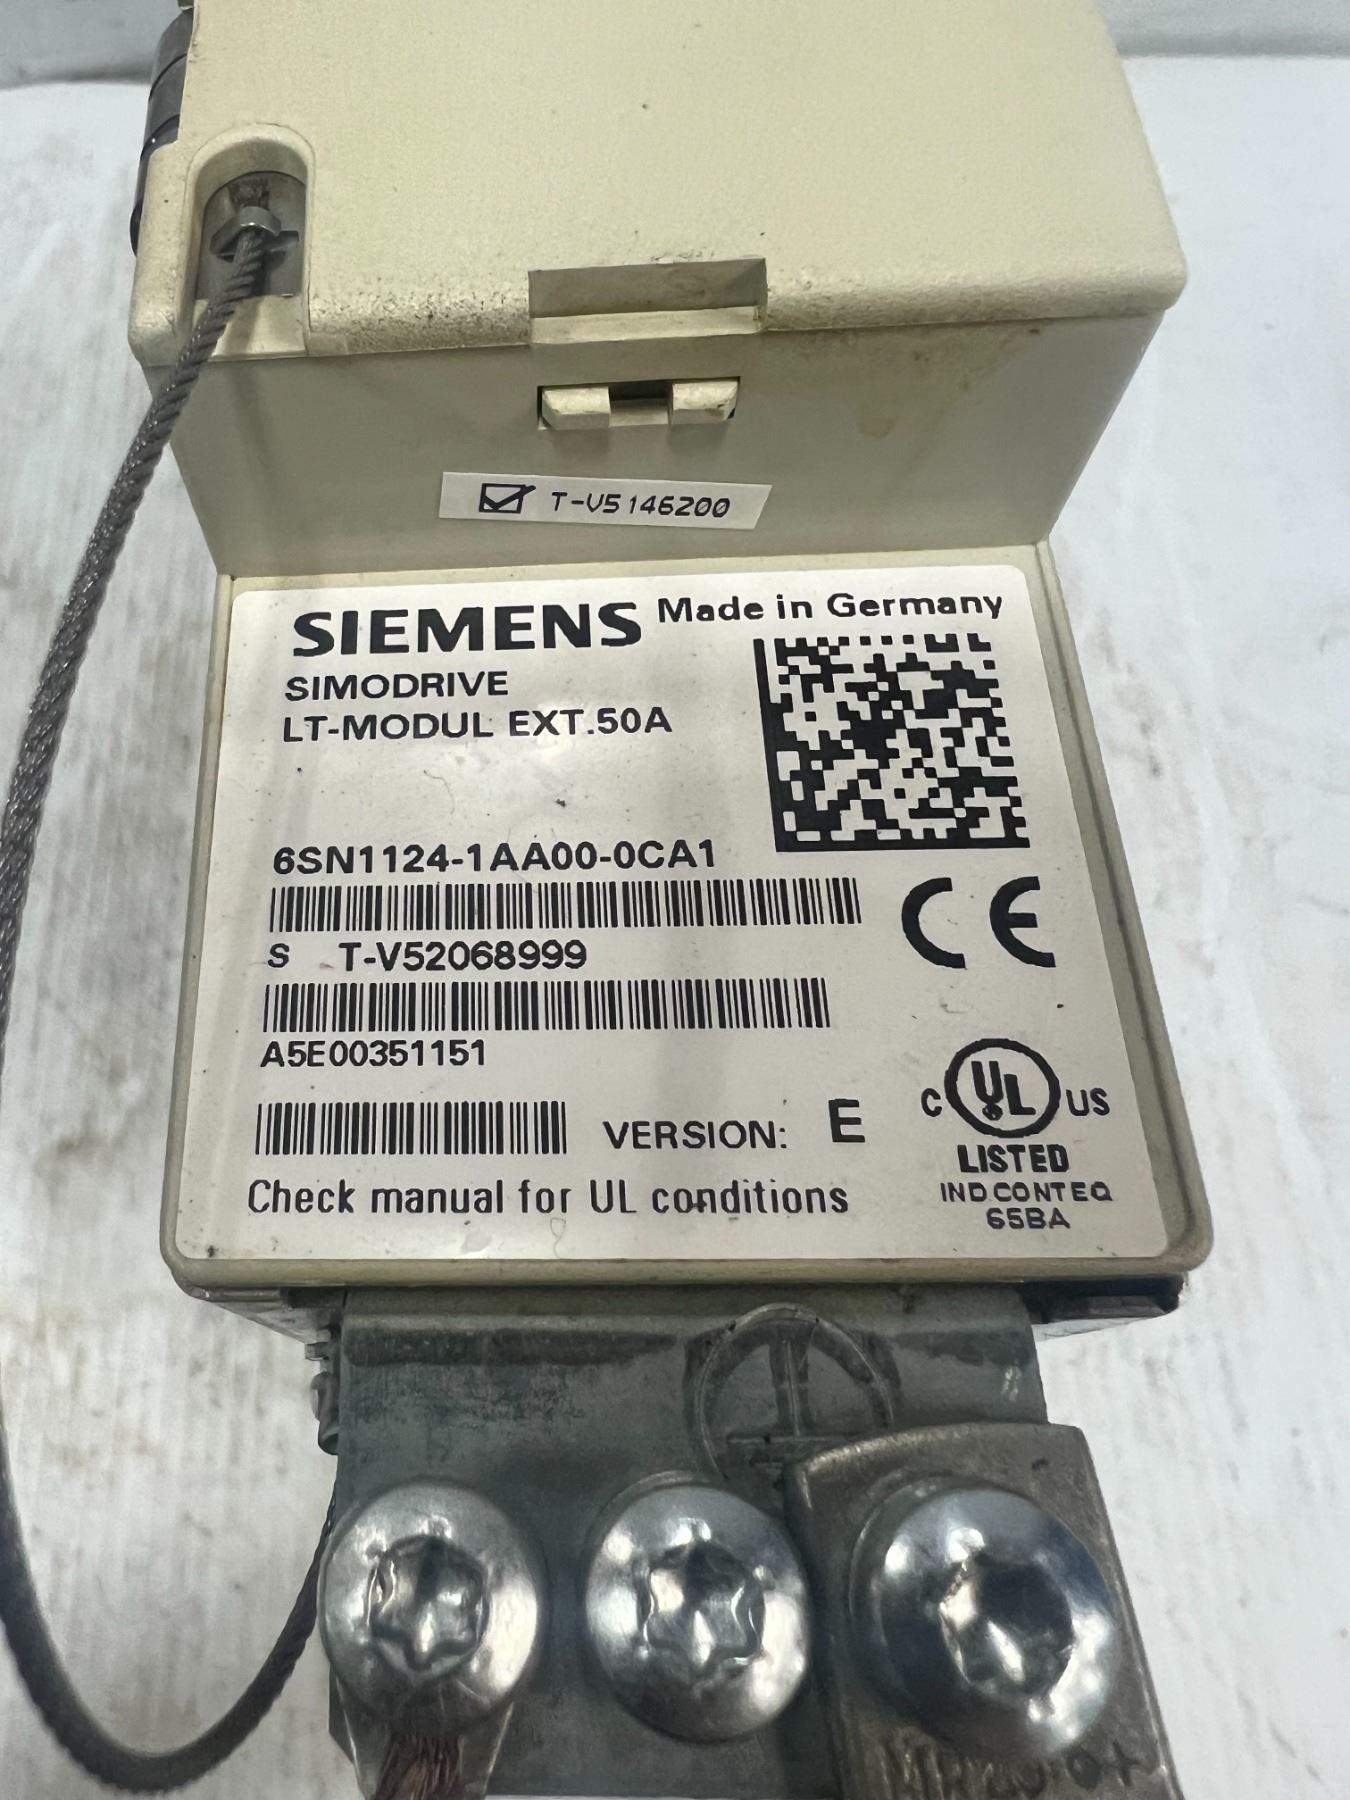 T-V5146200
SIEMENS Made in Germany
SIMODRIVE
LT-MODUL EXT.50A
6SN1124-1AA00-0CA1
CE
S T-V52068999
A5E00351151
VERSION: E
C UL US
LISTED
IND.CONT.EQ
65BA
Check manual for UL conditions